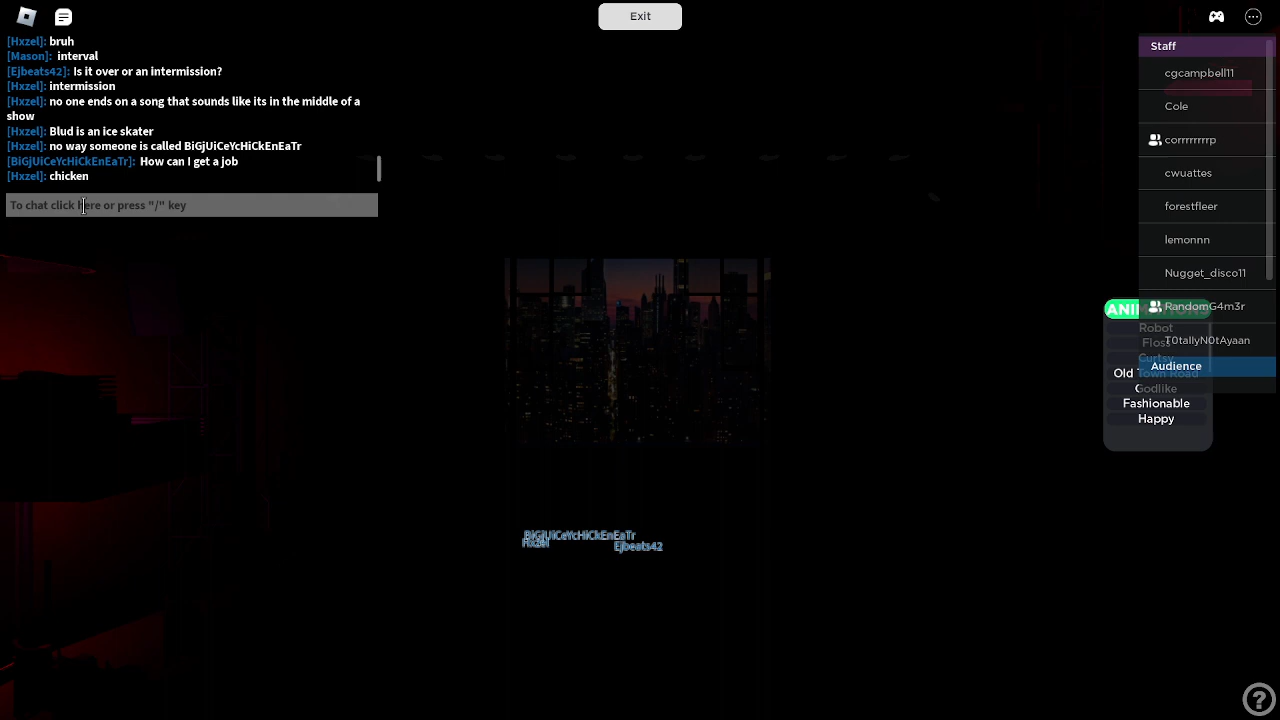 Exit
[Hxzel]: bruh
[Mason]: interval
[Ejbeats42]: Is it over or an intermission?
[Hxzel]: intermission
[Hxzel]: no one ends on a song that sounds like its in the middle of a
show
[Hxzel]: Blud is an ice skater
[Hxzel]: no way someone is called BiGjUiCeYcHiCkEnEaTr
[BiGjUiCeYcHiCkEnEaTr]: How can I get a job
[Hxzel]: chicken
To chat click here or press "/" key
Staff
cgcampbell11
Cole
corrrrrrrrp
cwuattes
forestfleer
lemonnn
Nugget_disco11
RandomG4m3r
T0tallyN0tAyaan
Audience
Robot
Floss
Curtsy
Old Town Road
Godlike
Fashionable
Happy
BiGjUiCeYcHiCkEnEaTr
Hxzel
Ejbeats42
?